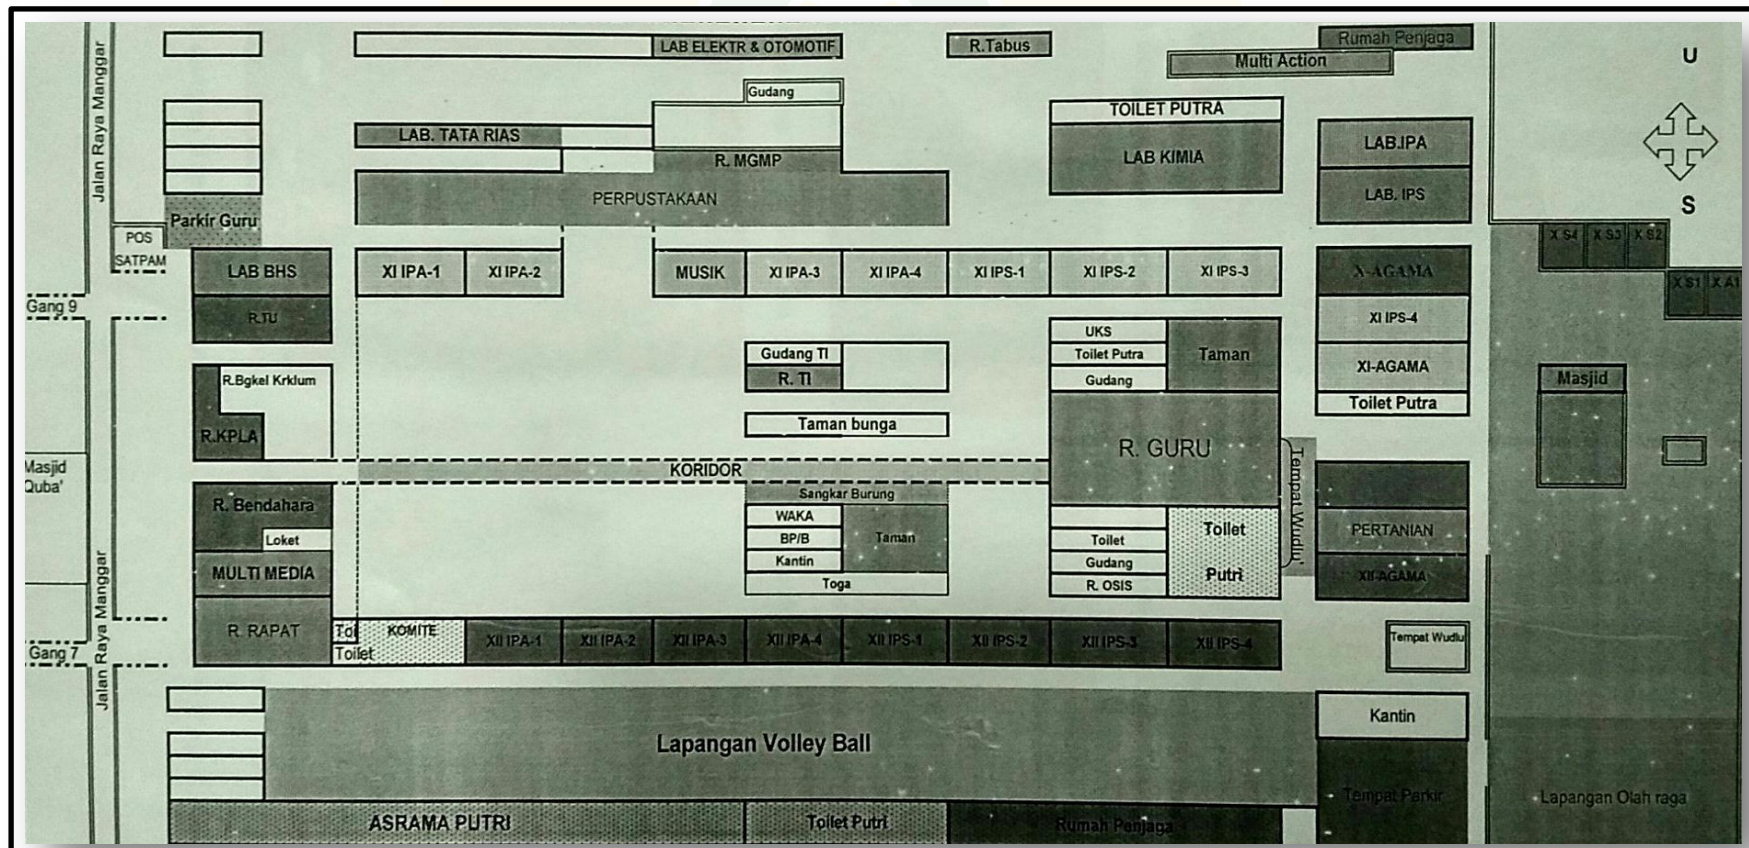 LAB ELEKTR & OTOMOTIF
R.Tabus
Rumah Penjaga
Multi Action
U
Jalan Raya Manggar
Gudang
TOILET PUTRA
LAB. TATA RIAS
R. MGMP
LAB KIMIA
LAB.IPA
PERPUSTAKAAN
LAB. IPS
S
Parkir Guru
POS
SATPAM
X S4
X S3
X S2
LAB BHS
XI IPA-1
XI IPA-2
MUSIK
XI IPA-3
XI IPA-4
XI IPS-1
XI IPS-2
XI IPS-3
X-AGAMA
X S1
X A1
Gang 9
R.TU
XI IPS-4
UKS
Toilet Putra
Gudang
Taman
Gudang TI
R. TI
XI-AGAMA
Toilet Putra
Masjid
R.Bgkel Krklum
R.KPLA
Taman bunga
R. GURU
KORIDOR
Tempat Wudlu'
Masjid
Quba'
R. Bendahara
Loket
Sangkar Burung
WAKA
BP/B
Kantin
Taman
Toga
Toilet
Gudang
R. OSIS
Toilet
Putri
PERTANIAN
XII-AGAMA
MULTI MEDIA
R. RAPAT
Toi
Toilet
KOMITE
XII IPA-1
XII IPA-2
XII IPA-3
XII IPA-4
XII IPS-1
XII IPS-2
XII IPS-3
XII IPS-4
Tempat Wudlu
Gang 7
Jalan Raya Manggar
Kantin
Lapangan Volley Ball
Tempat Parkir
Lapangan Olah raga
ASRAMA PUTRI
Toilet Putri
Rumah Penjaga